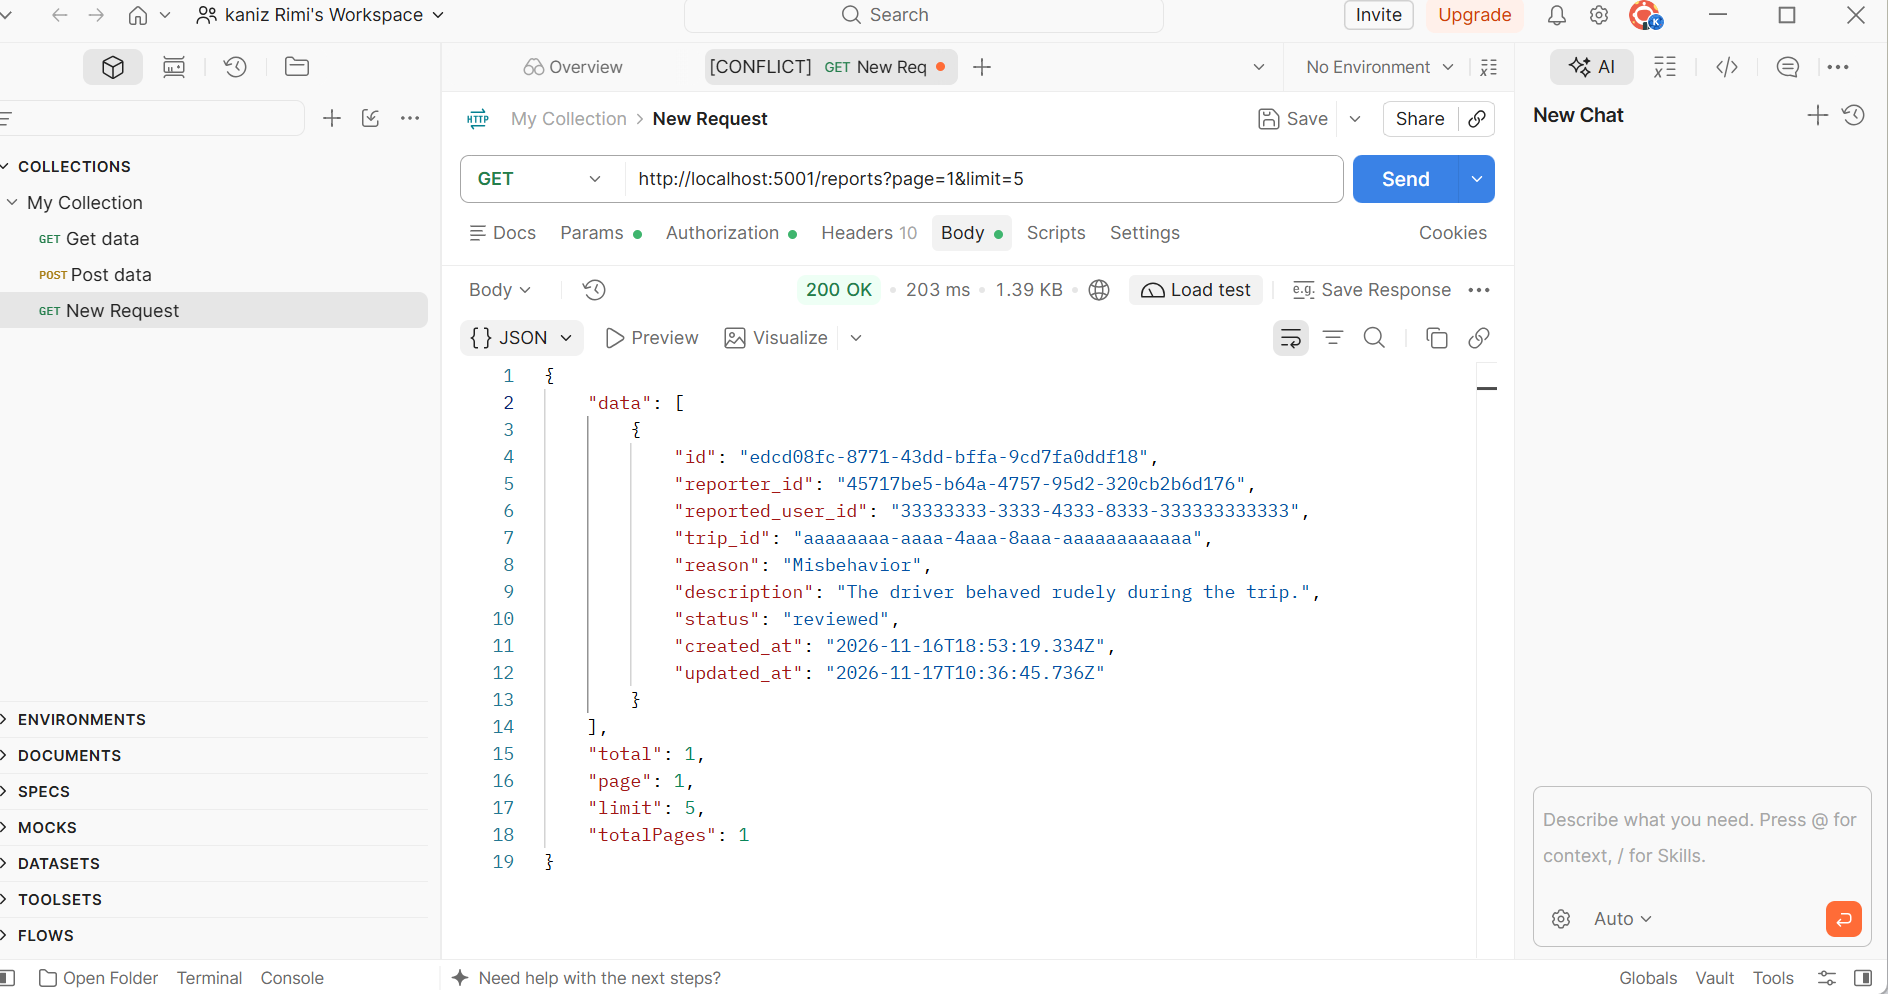 kaniz Rimi's Workspace
Search
Invite
Upgrade
K
Overview
[CONFLICT] GET New Req
No Environment
AI
My Collection > New Request
Save
Share
New Chat
COLLECTIONS
My Collection
GET Get data
POST Post data
GET New Request
GET
http://localhost:5001/reports?page=1&limit=5
Send
Docs
Params
Authorization
Headers 10
Body
Scripts
Settings
Cookies
Body
200 OK
203 ms
1.39 KB
Load test
e.g. Save Response
{} JSON
Preview
Visualize
1 {
2 "data": [
3 {
4 "id": "edcd08fc-8771-43dd-bffa-9cd7fa0ddf18",
5 "reporter_id": "45717be5-b64a-4757-95d2-320cb2b6d176",
6 "reported_user_id": "33333333-3333-4333-8333-333333333333",
7 "trip_id": "aaaaaaaa-aaaa-4aaa-8aaa-aaaaaaaaaaaa",
8 "reason": "Misbehavior",
9 "description": "The driver behaved rudely during the trip.",
10 "status": "reviewed",
11 "created_at": "2026-11-16T18:53:19.334Z",
12 "updated_at": "2026-11-17T10:36:45.736Z"
13 }
14 ],
15 "total": 1,
16 "page": 1,
17 "limit": 5,
18 "totalPages": 1
19 }
ENVIRONMENTS
DOCUMENTS
SPECS
MOCKS
DATASETS
TOOLSETS
FLOWS
Describe what you need. Press @ for
context, / for Skills.
Auto
Open Folder
Terminal
Console
Need help with the next steps?
Globals
Vault
Tools